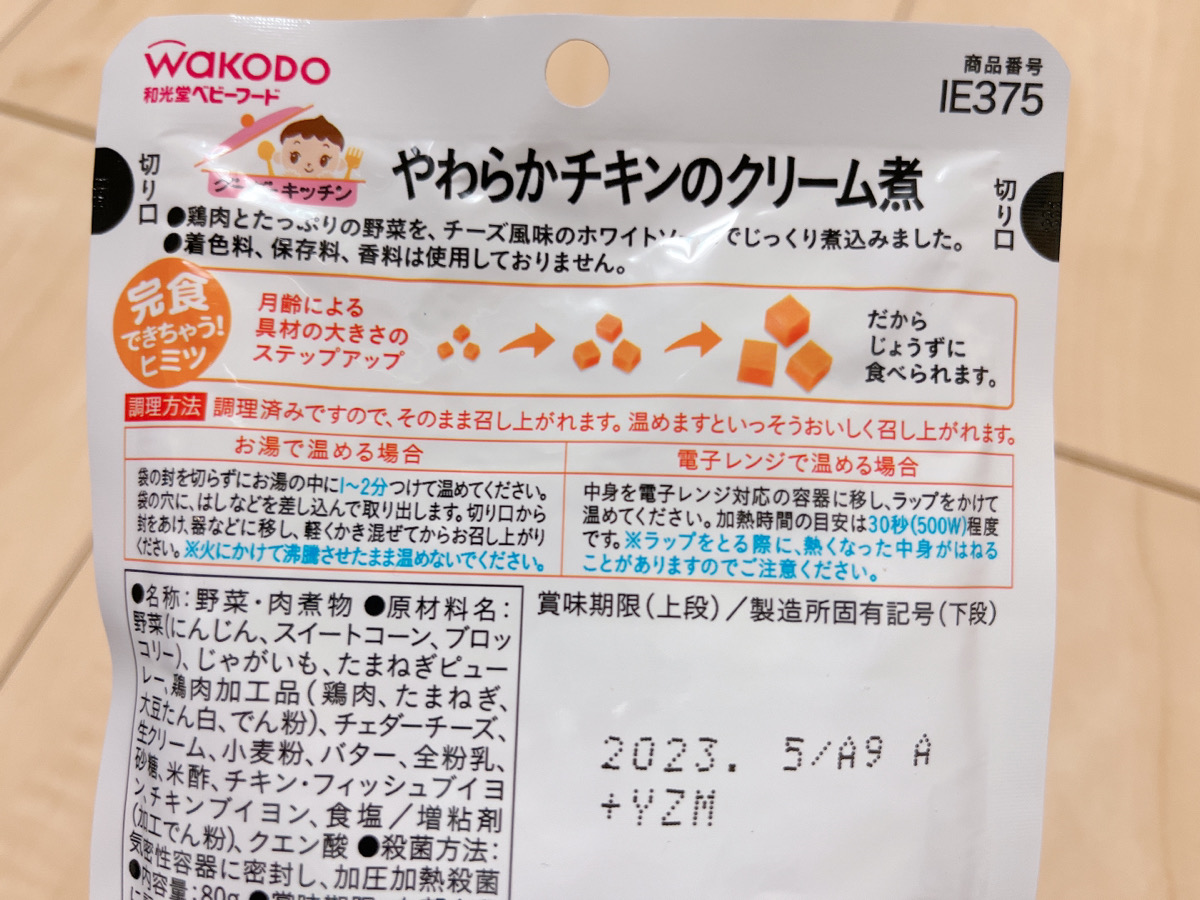 WAKODO
和光堂ベビーフード
商品番号
IE375
切り口
グーグーキッチン
やわらかチキンのクリーム煮
切り口
●鶏肉とたっぷりの野菜を、チーズ風味のホワイトソ でじっくり煮込みました。
●着色料、保存料、香料は使用しておりません。
完食
できちゃう!
ヒミツ
月齢による
具材の大きさの
ステップアップ
だから
じょうずに
食べられます。
調理方法 調理済みですので、そのまま召し上がれます。温めますといっそうおいしく召し上がれます。
お湯で温める場合
袋の封を切らずにお湯の中に1~2分つけて温めてください。
袋の穴に、はしなどを差し込んで取り出します。切り口から
封をあけ、器などに移し、軽くかき混ぜてからお召し上がり
ください。※火にかけて沸騰させたまま温めないでください。
電子レンジで温める場合
中身を電子レンジ対応の容器に移し、ラップをかけて
温めてください。加熱時間の目安は30秒(500W)程度
です。※ラップをとる際に、熱くなった中身がはねる
ことがありますのでご注意ください。
●名称:野菜・肉煮物 ●原材料名:
野菜(にんじん、スイートコーン、ブロッ
コリー)、じゃがいも、たまねぎピュー
レー、鶏肉加工品(鶏肉、たまねぎ、
大豆たん白、でん粉)、チェダーチーズ、
生クリーム、小麦粉、バター、全粉乳、
砂糖、米酢、チキン・フィッシュブイヨ
ン、チキンブイヨン、食塩/増粘剤
(加工でん粉)、クエン酸 ●殺菌方法:
気密性容器に密封し、加圧加熱殺菌
●内容量:80g
賞味期限(上段)/製造所固有記号(下段)
2023. 5/A9 A
+YZM